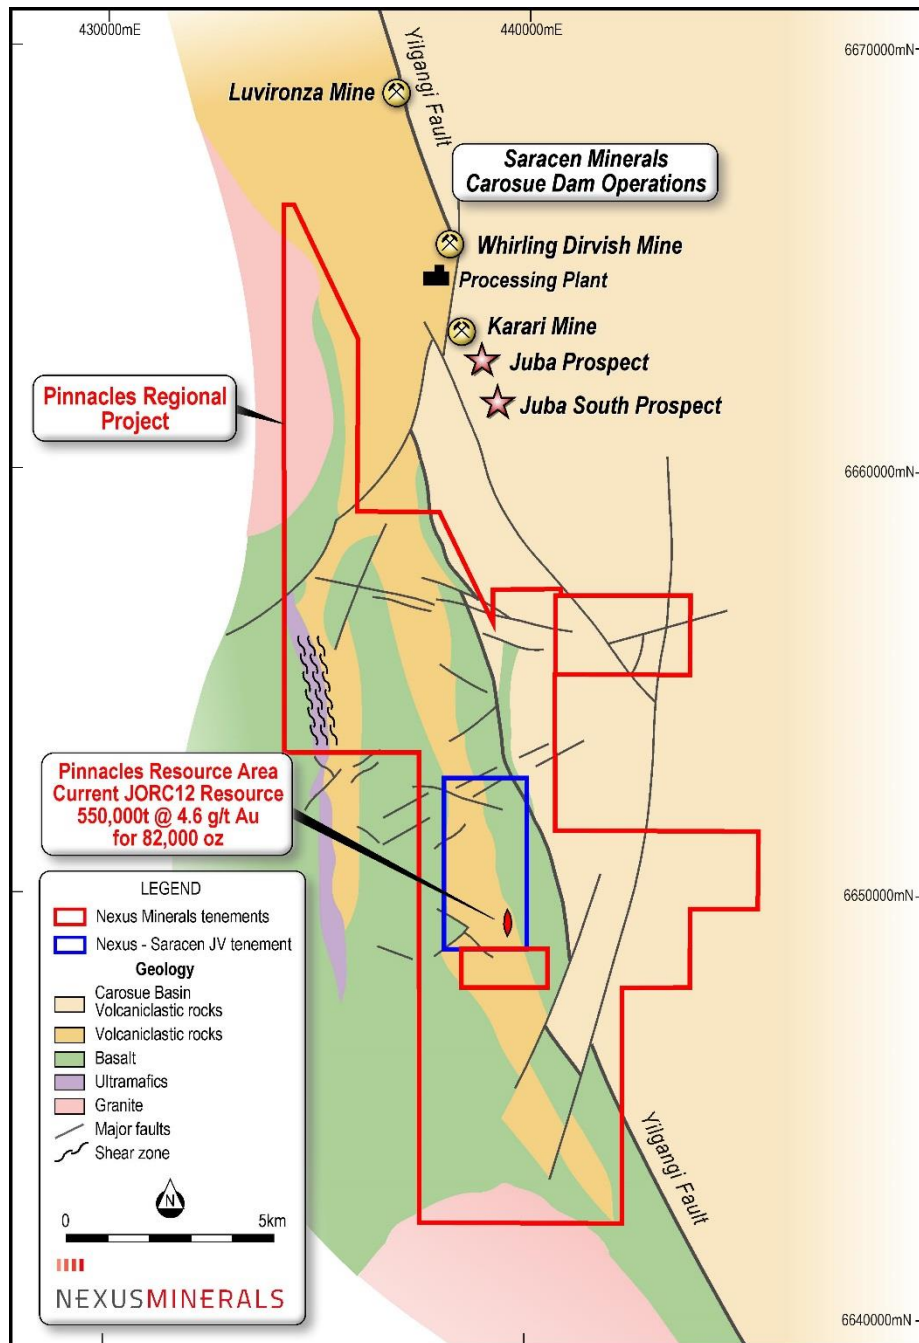 430000mE
440000mE
6670000mN
Yilgangi Fault
Luvironza Mine
Saracen Minerals
Carosue Dam Operations
Whirling Dirvish Mine
Processing Plant
Karari Mine
Juba Prospect
Juba South Prospect
Pinnacles Regional
Project
6660000mN
Pinnacles Resource Area
Current JORC12 Resource
550,000t @ 4.6 g/t Au
for 82,000 oz
6650000mN
LEGEND
Nexus Minerals tenements
Nexus - Saracen JV tenement
Geology
Carosue Basin
Volcaniclastic rocks
Volcaniclastic rocks
Basalt
Ultramafics
Granite
Major faults
Shear zone
N
0
5km
NEXUSMINERALS
Yilgangi Fault
6640000mN